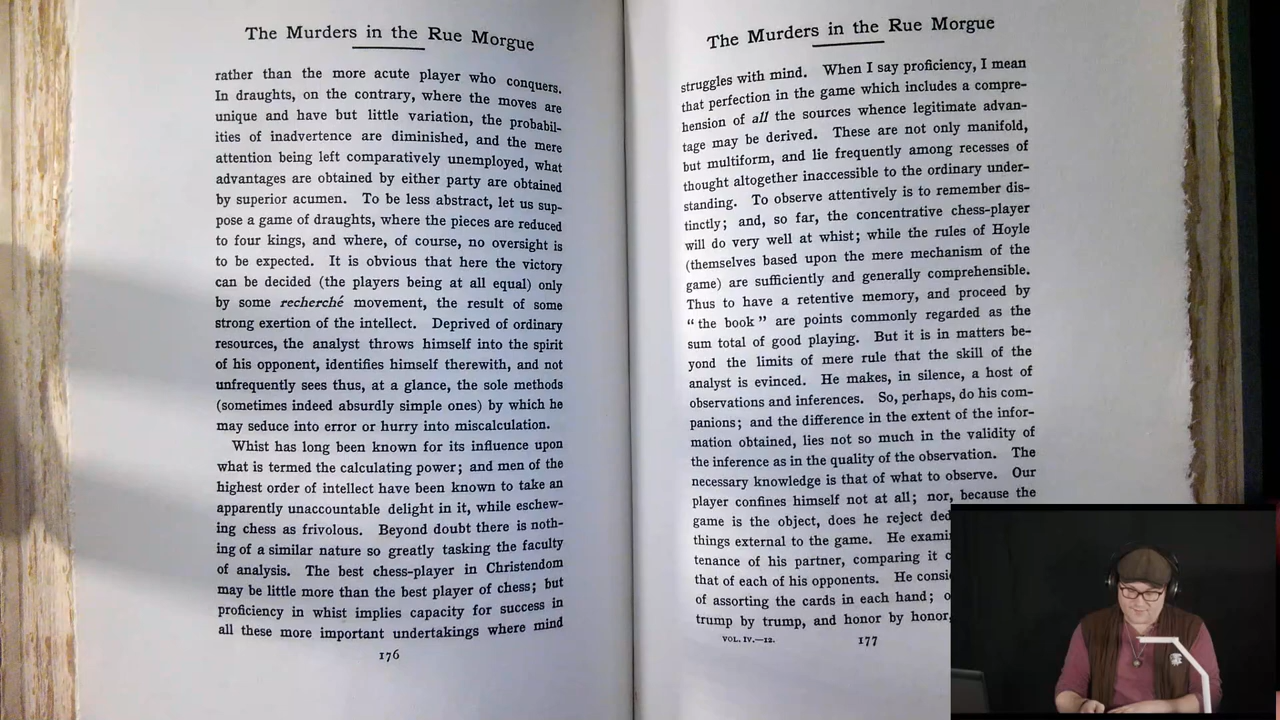 The Murders in the Rue Morgue
rather than the more acute player who conquers.
In draughts, on the contrary, where the moves are
unique and have but little variation, the probabil-
ities of inadvertence are diminished, and the mere
attention being left comparatively unemployed, what
advantages are obtained by either party are obtained
by superior acumen. To be less abstract, let us sup-
pose a game of draughts, where the pieces are reduced
to four kings, and where, of course, no oversight is
to be expected. It is obvious that here the victory
can be decided (the players being at all equal) only
by some recherché movement, the result of some
strong exertion of the intellect. Deprived of ordinary
resources, the analyst throws himself into the spirit
of his opponent, identifies himself therewith, and not
unfrequently sees thus, at a glance, the sole methods
(sometimes indeed absurdly simple ones) by which he
may seduce into error or hurry into miscalculation.
Whist has long been known for its influence upon
what is termed the calculating power; and men of the
highest order of intellect have been known to take an
apparently unaccountable delight in it, while eschew-
ing chess as frivolous. Beyond doubt there is noth-
ing of a similar nature so greatly tasking the faculty
of analysis. The best chess-player in Christendom
may be little more than the best player of chess; but
proficiency in whist implies capacity for success in
all these more important undertakings where mind
176
The Murders in the Rue Morgue
struggles with mind. When I say proficiency, I mean
that perfection in the game which includes a compre-
hension of all the sources whence legitimate advan-
tage may be derived. These are not only manifold,
but multiform, and lie frequently among recesses of
thought altogether inaccessible to the ordinary under-
standing. To observe attentively is to remember dis-
tinctly; and, so far, the concentrative chess-player
will do very well at whist; while the rules of Hoyle
(themselves based upon the mere mechanism of the
game) are sufficiently and generally comprehensible.
Thus to have a retentive memory, and proceed by
“the book” are points commonly regarded as the
sum total of good playing. But it is in matters be-
yond the limits of mere rule that the skill of the
analyst is evinced. He makes, in silence, a host of
observations and inferences. So, perhaps, do his com-
panions; and the difference in the extent of the infor-
mation obtained, lies not so much in the validity of
the inference as in the quality of the observation. The
necessary knowledge is that of what to observe. Our
player confines himself not at all; nor, because the
game is the object, does he reject
things external to the game. He
tenance of his partner, comparing it
that of each of his opponents. He
of assorting the cards in each hand;
trump by trump, and honor by honor,
VOL. IV.—12.
177